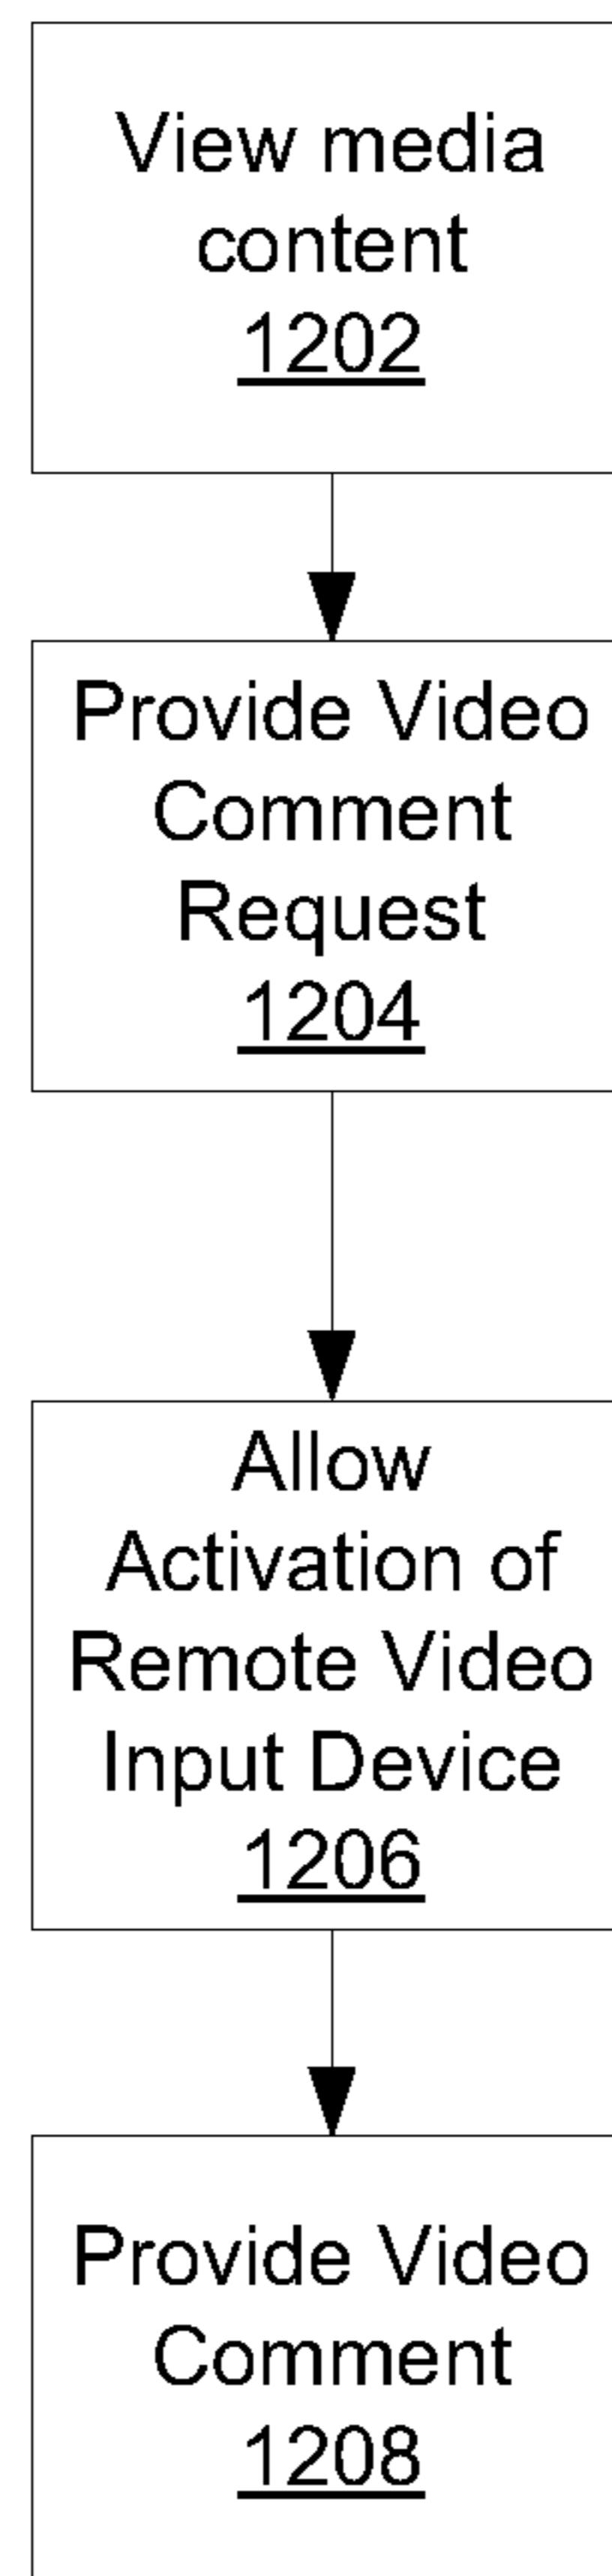 View media
content
1202
Provide Video
Comment
Request
1204
Allow
Activation of
Remote Video
Input Device
1206
Provide Video
Comment
1208